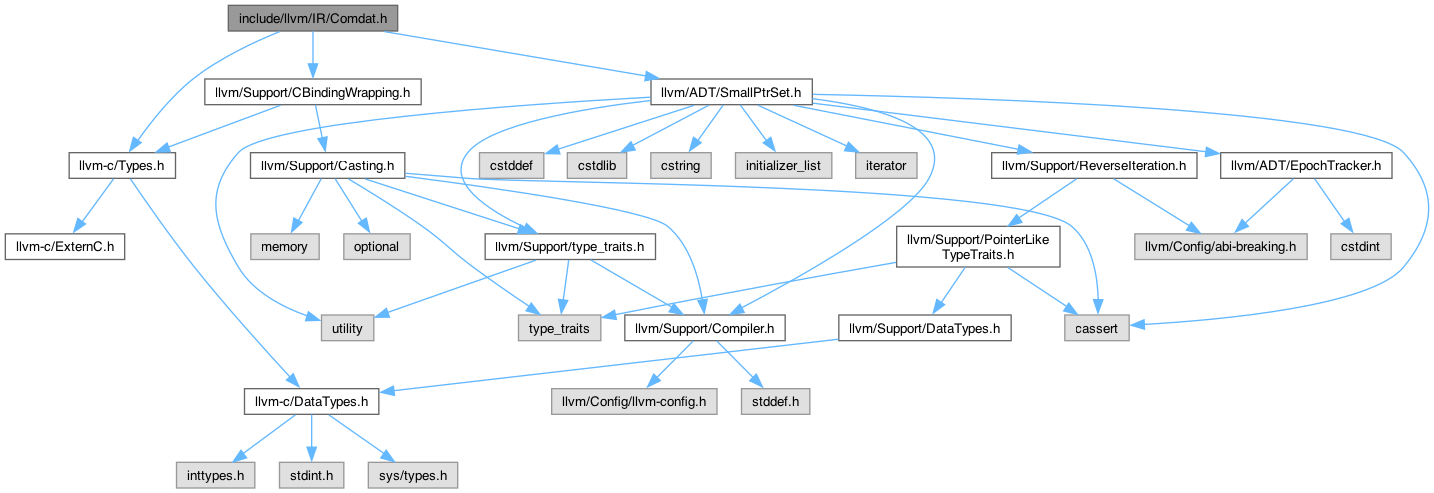 include/llvm/IR/Comdat.h
llvm/Support/CBindingWrapping.h
llvm/ADT/SmallPtrSet.h
llvm-c/Types.h
llvm/Support/Casting.h
cstddef
cstdlib
cstring
initializer_list
iterator
llvm/Support/ReverseIteration.h
llvm/ADT/EpochTracker.h
llvm-c/ExternC.h
memory
optional
llvm/Support/type_traits.h
llvm/Support/PointerLike
TypeTraits.h
llvm/Config/abi-breaking.h
cstdint
utility
type_traits
llvm/Support/Compiler.h
llvm/Support/DataTypes.h
cassert
llvm-c/DataTypes.h
llvm/Config/llvm-config.h
stddef.h
inttypes.h
stdint.h
sys/types.h